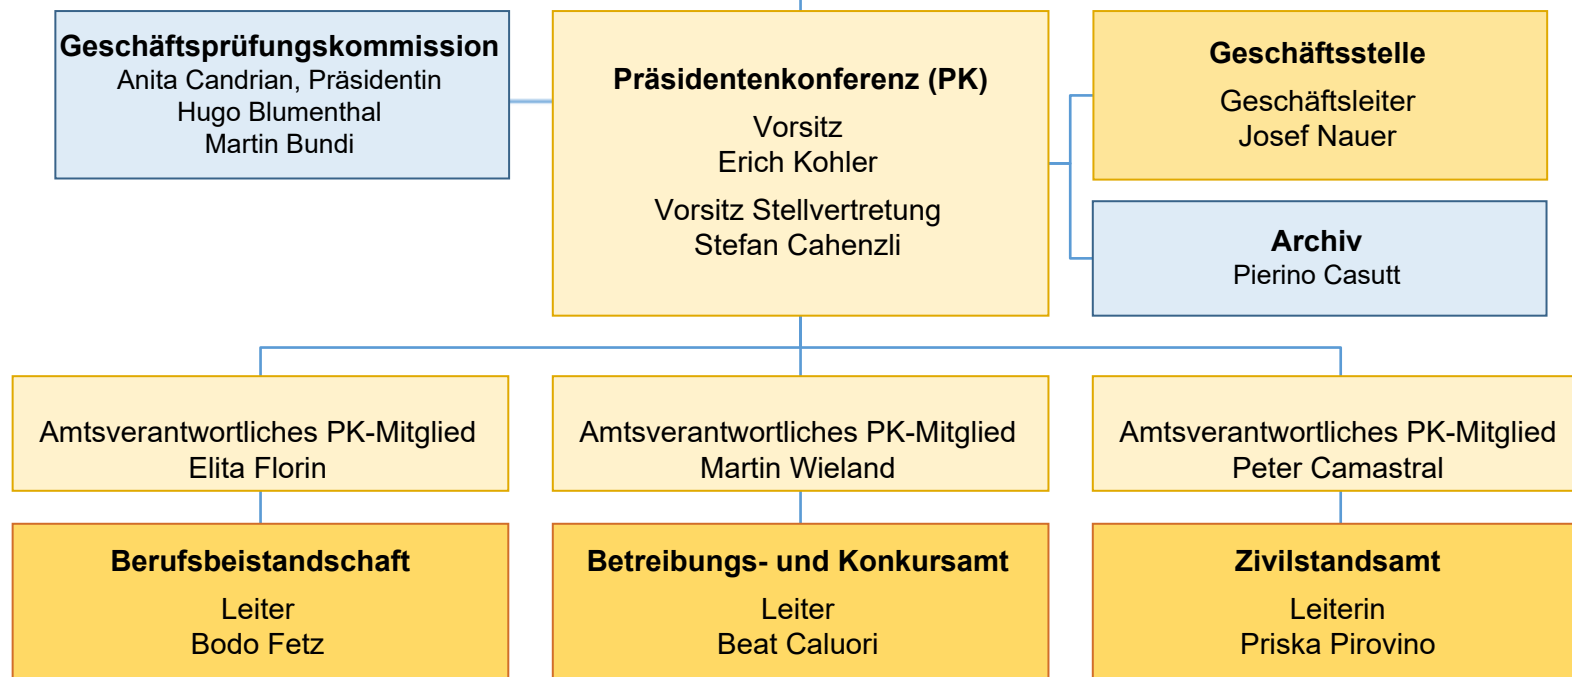 Geschäftsprüfungskommission
Anita Candrian, Präsidentin
Hugo Blumenthal
Martin Bundi
Präsidentenkonferenz (PK)
Vorsitz
Erich Kohler
Vorsitz Stellvertretung
Stefan Cahenzli
Geschäftsstelle
Geschäftsleiter
Josef Nauer
Archiv
Pierino Casutt
Amtsverantwortliches PK-Mitglied
Elita Florin
Amtsverantwortliches PK-Mitglied
Martin Wieland
Amtsverantwortliches PK-Mitglied
Peter Camastral
Berufsbeistandschaft
Leiter
Bodo Fetz
Betreibungs- und Konkursamt
Leiter
Beat Caluori
Zivilstandsamt
Leiterin
Priska Pirovino